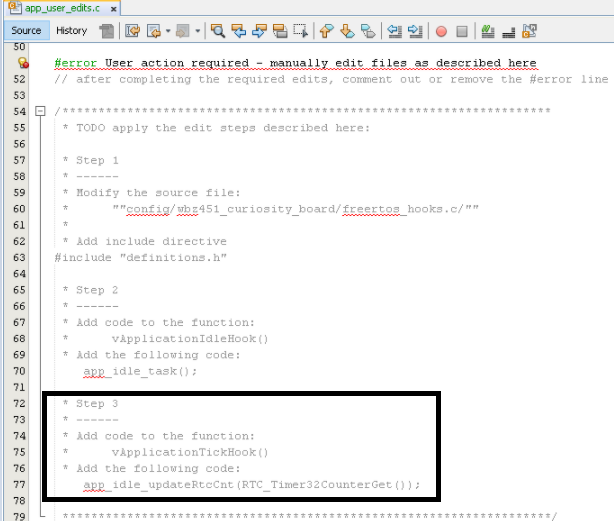 app_user_edits.c x
Source History
50
#error User action required - manually edit files as described here
52 // after completing the required edits, comment out or remove the #error line
53
54 /********************************************************************
55 * TODO apply the edit steps described here:
56
57 * Step 1
58 * ------
59 * Modify the source file:
60 * ""config/wbz451_curiosity_board/freertos_hooks.c/""
61 *
62 * Add include directive
63 #include "definitions.h"
64
65 * Step 2
66 * ------
67 * Add code to the function:
68 * vApplicationIdleHook()
69 * Add the following code:
70 app_idle_task();
71
72 * Step 3
73 * ------
74 * Add code to the function:
75 * vApplicationTickHook()
76 * Add the following code:
77 app_idle_updateRtcCnt(RTC_Timer32CounterGet());
78
79 ********************************************************************/